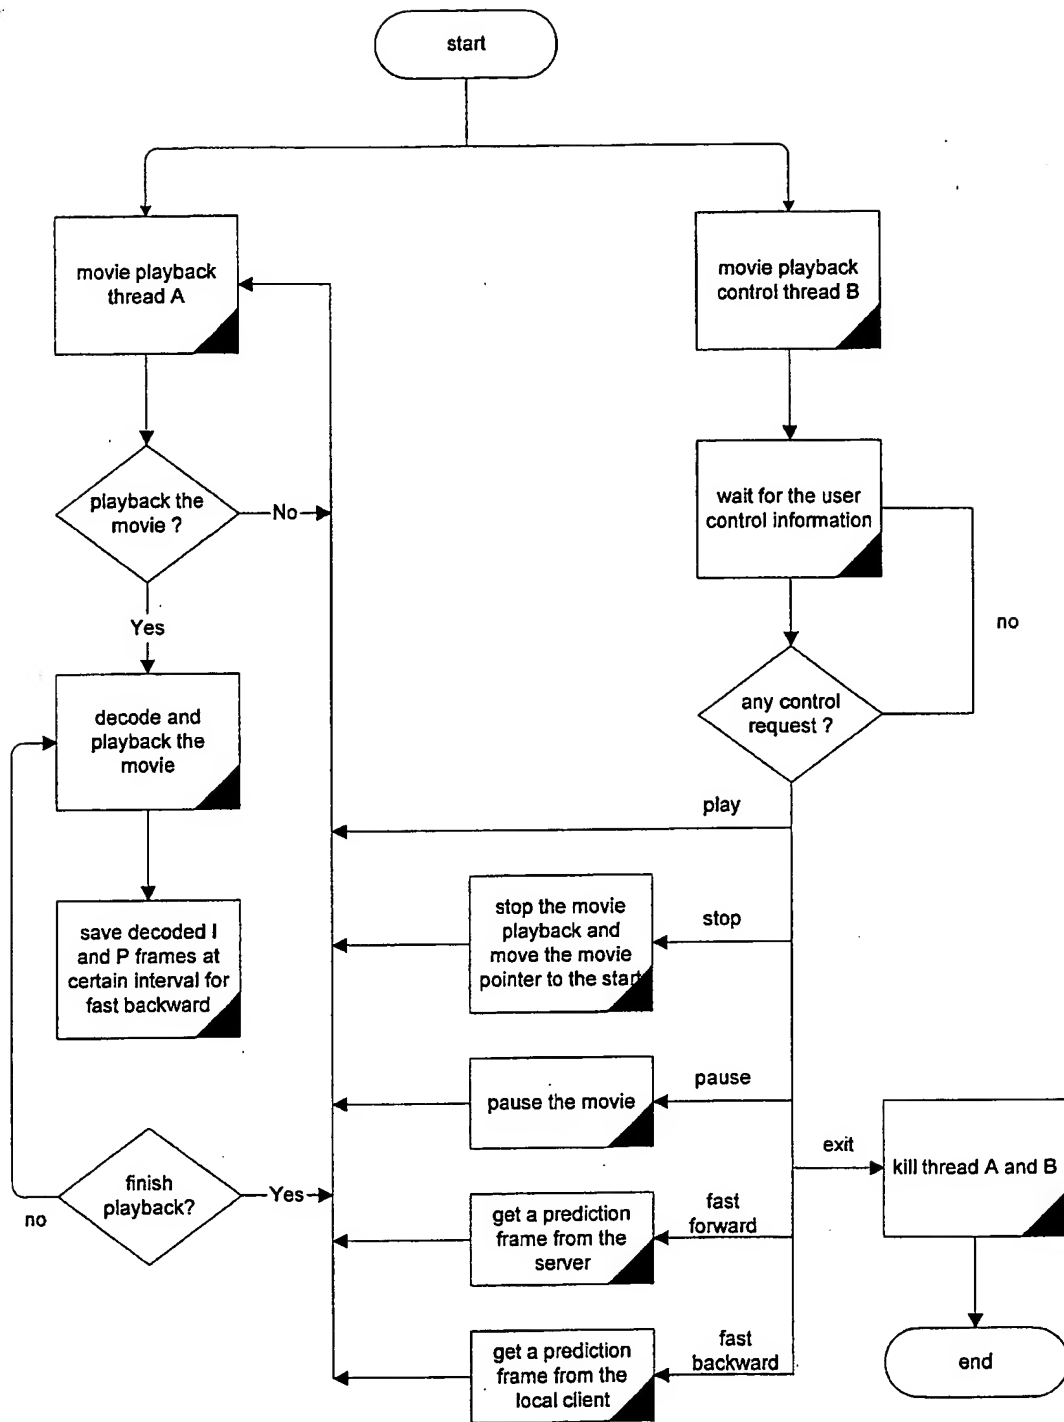 start
movie playback
thread A
movie playback
control thread B
playback the
movie ?
No
Yes
wait for the user
control information
no
any control
request ?
decode and
playback the
movie
save decoded I
and P frames at
certain interval for
fast backward
finish
playback?
no
Yes
play
stop the movie
playback and
move the movie
pointer to the start
stop
pause the movie
pause
exit
kill thread A and B
get a prediction
frame from the
server
fast
forward
get a prediction
frame from the
local client
fast
backward
end